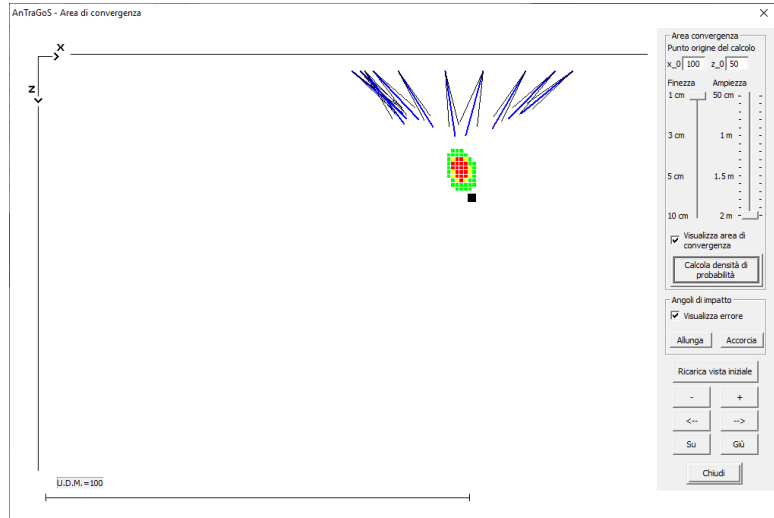 AnTraGoS - Area di convergenza
X
Z
U.D.M.=100
Area convergenza
Punto origine del calcolo
x_0 100 z_0 50
Finezza Ampiezza
1 cm 50 cm
3 cm 1 m
5 cm 1.5 m
10 cm 2 m
Visualizza area di
convergenza
Calcola densità di
probabilità
Angoli di impatto
Visualizza errore
Allunga Accorcia
Ricarica vista iniziale
- +
<-- -->
Su Giù
Chiudi